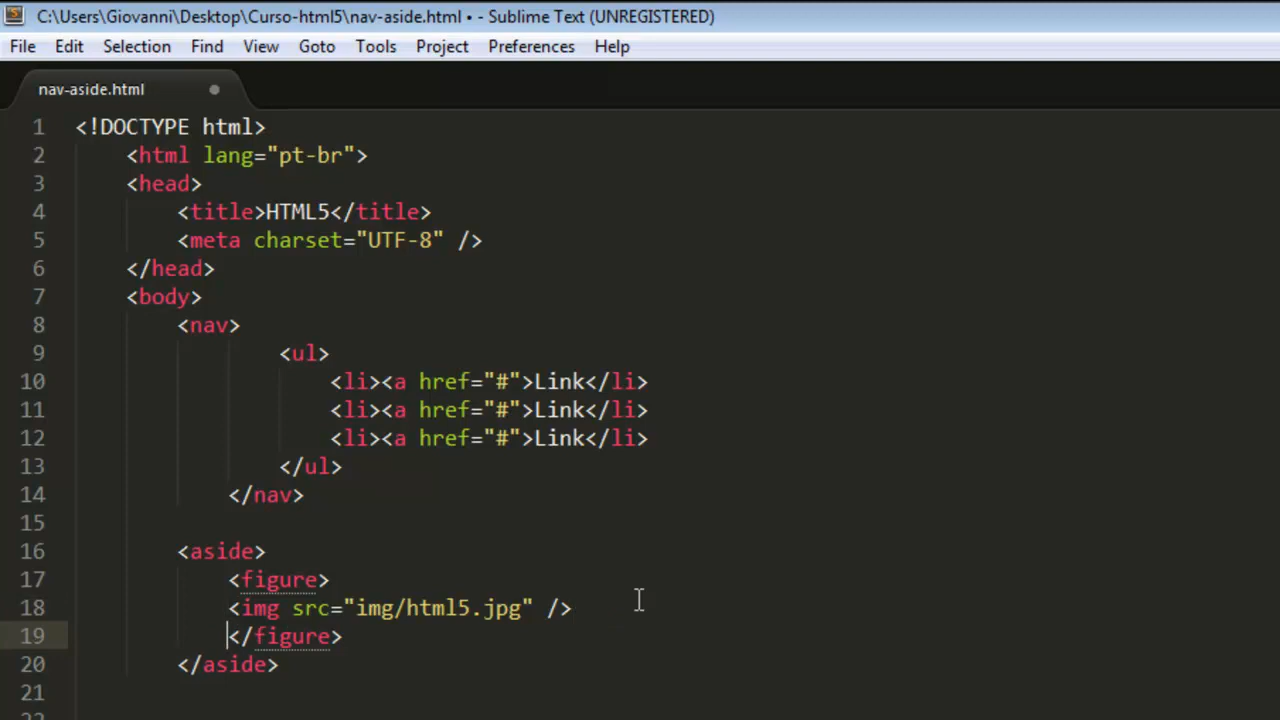 C:\Users\Giovanni\Desktop\Curso-html5\nav-aside.html • - Sublime Text (UNREGISTERED)
File Edit Selection Find View Goto Tools Project Preferences Help
nav-aside.html
1 <!DOCTYPE html>
2 <html lang="pt-br">
3 <head>
4 <title>HTML5</title>
5 <meta charset="UTF-8" />
6 </head>
7 <body>
8 <nav>
9 <ul>
10 <li><a href="#">Link</li>
11 <li><a href="#">Link</li>
12 <li><a href="#">Link</li>
13 </ul>
14 </nav>
15
16 <aside>
17 <figure>
18 <img src="img/html5.jpg" />
19 </figure>
20 </aside>
21
22